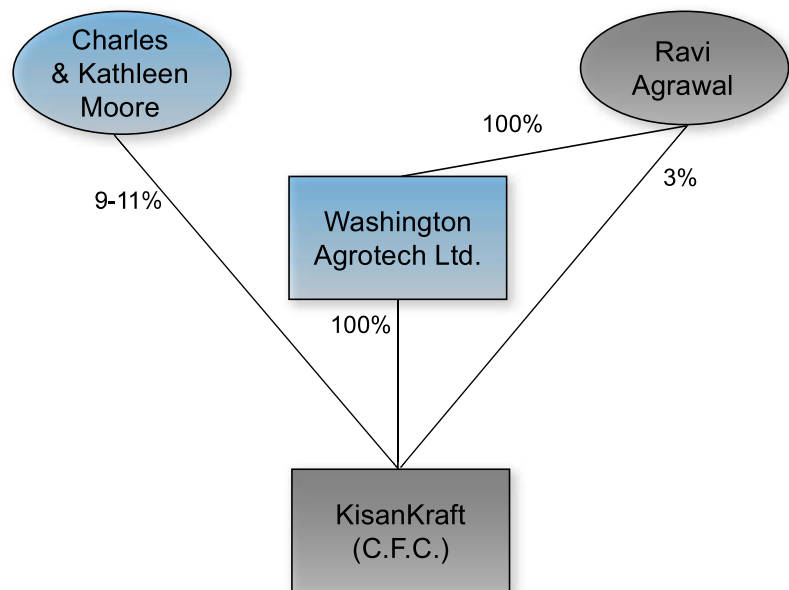 Charles
& Kathleen
Moore
Ravi
Agrawal
100%
9-11%
3%
Washington
Agrotech Ltd.
100%
KisanKraft
(C.F.C.)